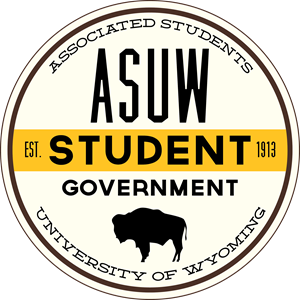 ASSOCIATED STUDENTS
ASUW
EST. STUDENT 1913
GOVERNMENT
UNIVERSITY OF WYOMING